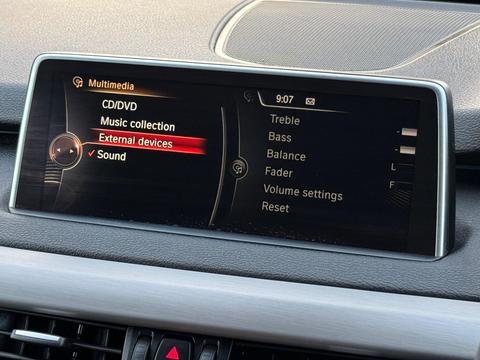 Multimedia
CD/DVD
Music collection
External devices
✓ Sound
9:07
Treble
Bass
Balance
L
Fader
F
Volume settings
Reset